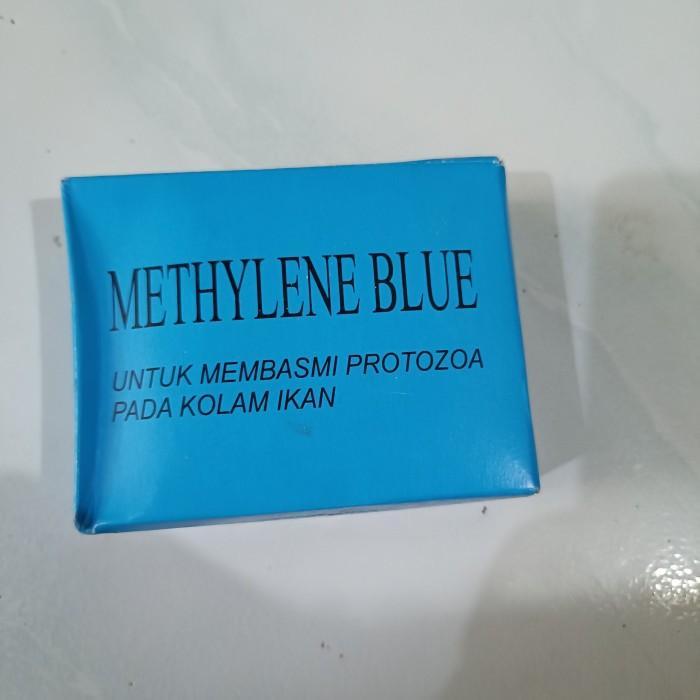 METHYLENE BLUE
UNTUK MEMBASMI PROTOZOA
PADA KOLAM IKAN